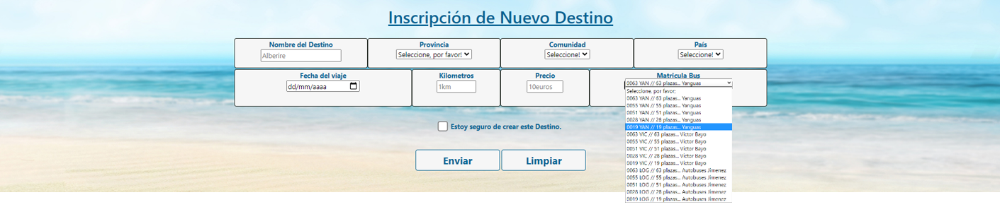 Inscripción de Nuevo Destino
Nombre del Destino
Alberire
Provincia
Seleccione, por favor!
Comunidad
Seleccione!
País
Seleccione!
Fecha del viaje
dd/mm/aaaa
Kilometros
1km
Precio
10euros
Matricula Bus
0063 YAN // 63 plazas... Yanguas
Seleccione, por favor;
0063 YAN // 63 plazas... Yanguas
0055 YAN // 55 plazas... Yanguas
0051 YAN // 51 plazas... Yanguas
0028 YAN // 28 plazas... Yanguas
0019 YAN // 19 plazas... Yanguas
0063 VIC // 63 plazas... Victor Bayo
0055 VIC // 55 plazas... Victor Bayo
0051 VIC // 51 plazas... Victor Bayo
0028 VIC // 28 plazas... Victor Bayo
0019 VIC // 19 plazas... Victor Bayo
0063 LOG // 63 plazas... Autobuses Jimenez
0055 LOG // 55 plazas... Autobuses Jimenez
0051 LOG // 51 plazas... Autobuses Jimenez
0028 LOG // 28 plazas... Autobuses Jimenez
0019 LOG // 19 plazas... Autobuses Jimenez
Estoy seguro de crear este Destino.
Enviar
Limpiar